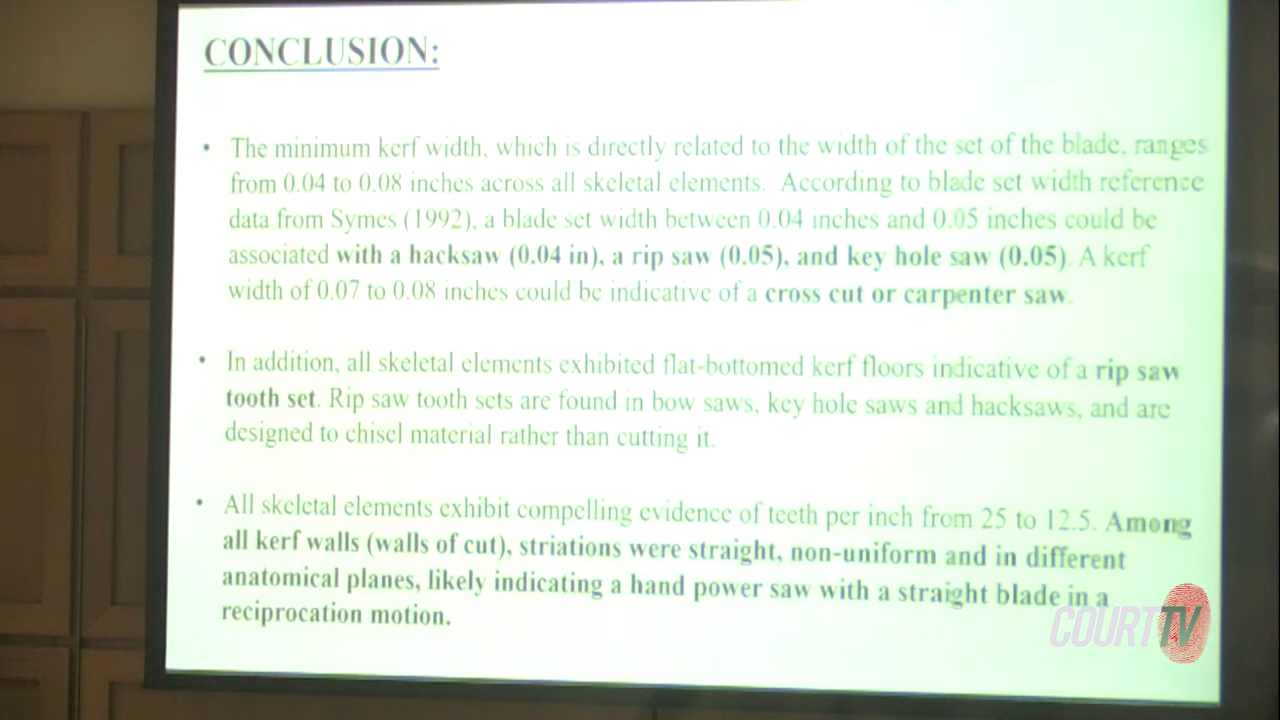 CONCLUSION:
• The minimum kerf width, which is directly related to the width of the set of the blade, ranges
from 0.04 to 0.08 inches across all skeletal elements. According to blade set width reference
data from Symes (1992), a blade set width between 0.04 inches and 0.05 inches could be
associated with a hacksaw (0.04 in), a rip saw (0.05), and key hole saw (0.05). A kerf
width of 0.07 to 0.08 inches could be indicative of a cross cut or carpenter saw.
• In addition, all skeletal elements exhibited flat-bottomed kerf floors indicative of a rip saw
tooth set. Rip saw tooth sets are found in bow saws, key hole saws and hacksaws, and are
designed to chisel material rather than cutting it.
• All skeletal elements exhibit compelling evidence of teeth per inch from 25 to 12.5. Among
all kerf walls (walls of cut), striations were straight, non-uniform and in different
anatomical planes, likely indicating a hand power saw with a straight blade in a
reciprocation motion.
COURT TV